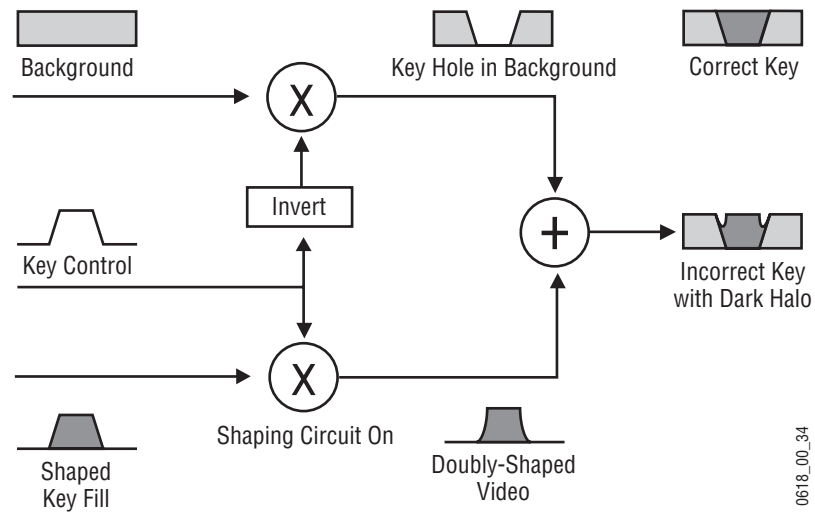 Background
Key Hole in Background
Correct Key
X
Invert
Key Control
+
Incorrect Key
with Dark Halo
X
Shaping Circuit On
Shaped
Key Fill
Doubly-Shaped
Video
0618_00_34